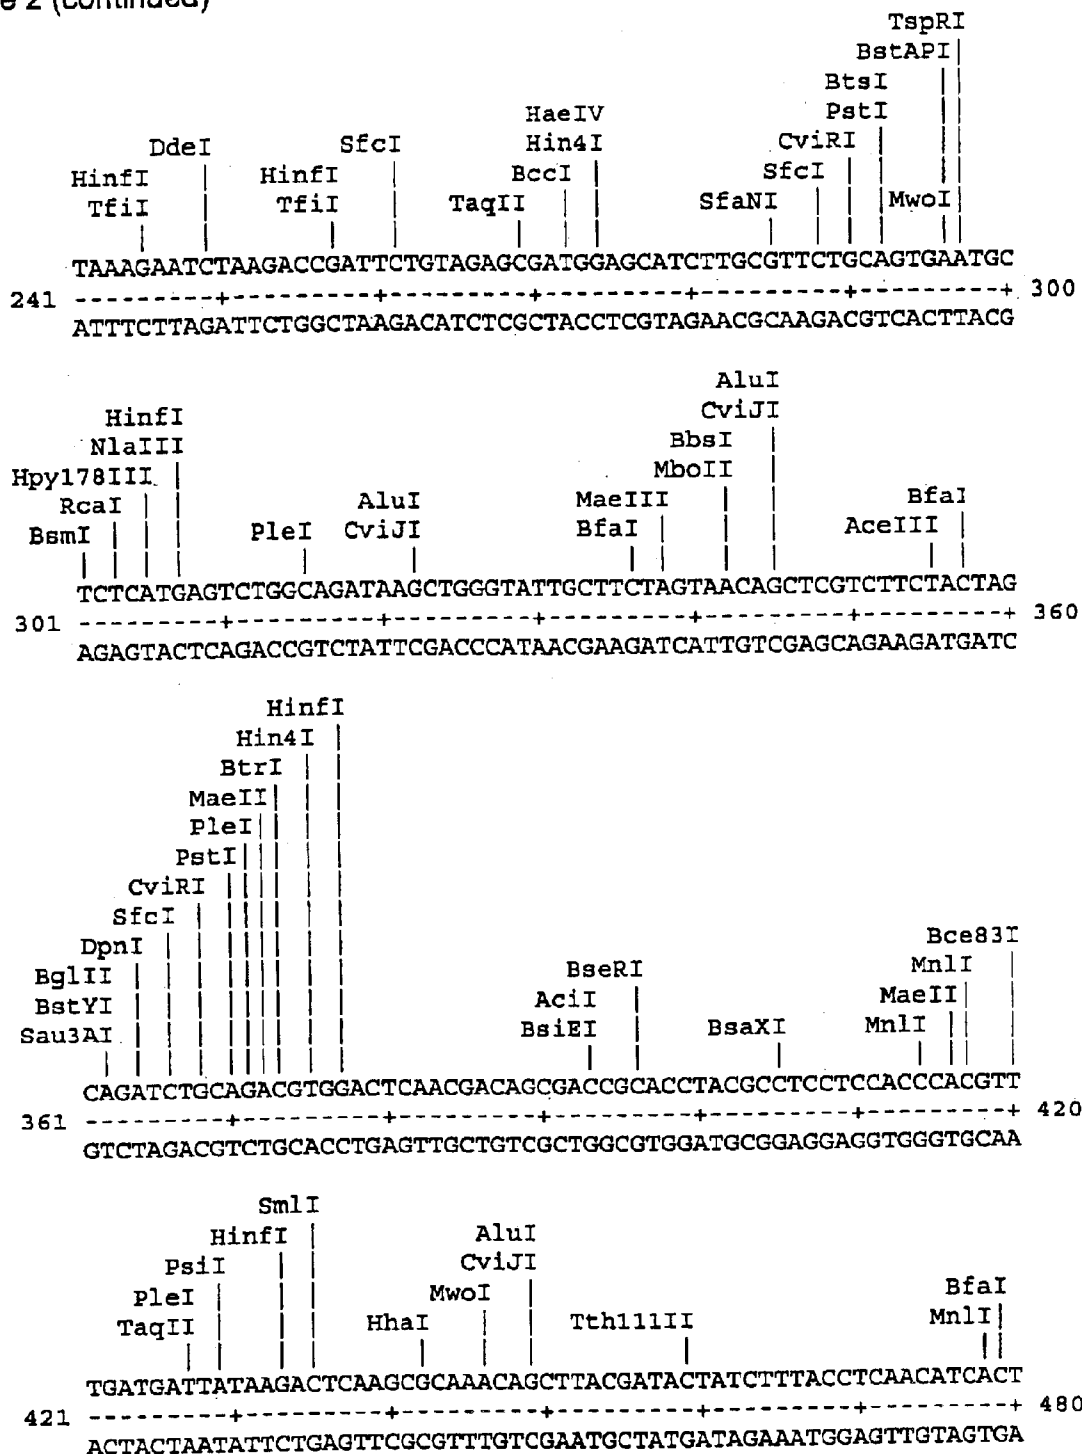 e 2 (continued)
TspRI
BstAPI
BtsI
HaeIV PstI
DdeI SfcI Hin4I CviRI
HinfI HinfI BccI SfcI
TfiI TfiI TaqII SfaNI MwoI
TAAAGAATCTAAGACCGATTCTGTAGAGCGATGGAGCATCTTGCGTTCTGCAGTGAATGC
241 ---------+---------+---------+---------+---------+---------+ 300
ATTTCTTAGATTCTGGCTAAGACATCTCGCTACCTCGTAGAACGCAAGACGTCACTTACG
AluI
HinfI CviJI
NlaIII BbsI
Hpy178III MboII
RcaI AluI MaeIII BfaI
BsmI PleI CviJI BfaI AceIII
TCTCATGAGTCTGGCAGATAAGCTGGGTATTGCTTCTAGTAACAGCTCGTCTTCTACTAG
301 ---------+---------+---------+---------+---------+---------+ 360
AGAGTACTCAGACCGTCTATTCGACCCATAACGAAGATCATTGTCGAGCAGAAGATGATC
HinfI
Hin4I
BtrI
MaeII
PleI
PstI
CviRI
SfcI
DpnI Bce83I
BglII BseRI MnlI
BstYI AciI MaeII
Sau3AI BsiEI BsaXI MnlI
CAGATCTGCAGACGTGGACTCAACGACAGCGACCGCACCTACGCCTCCTCCACCCACGTT
361 ---------+---------+---------+---------+---------+---------+ 420
GTCTAGACGTCTGCACCTGAGTTGCTGTCGCTGGCGTGGATGCGGAGGAGGTGGGTGCAA
SmlI
HinfI AluI
PsiI CviJI
PleI MwoI BfaI
TaqII HhaI Tth111II MnlI
TGATGATTATAAGACTCAAGCGCAAACAGCTTACGATACTATCTTTACCTCAACATCACT
421 ---------+---------+---------+---------+---------+---------+ 480
ACTACTAATATTCTGAGTTCGCGTTTGTCGAATGCTATGATAGAAATGGAGTTGTAGTGA